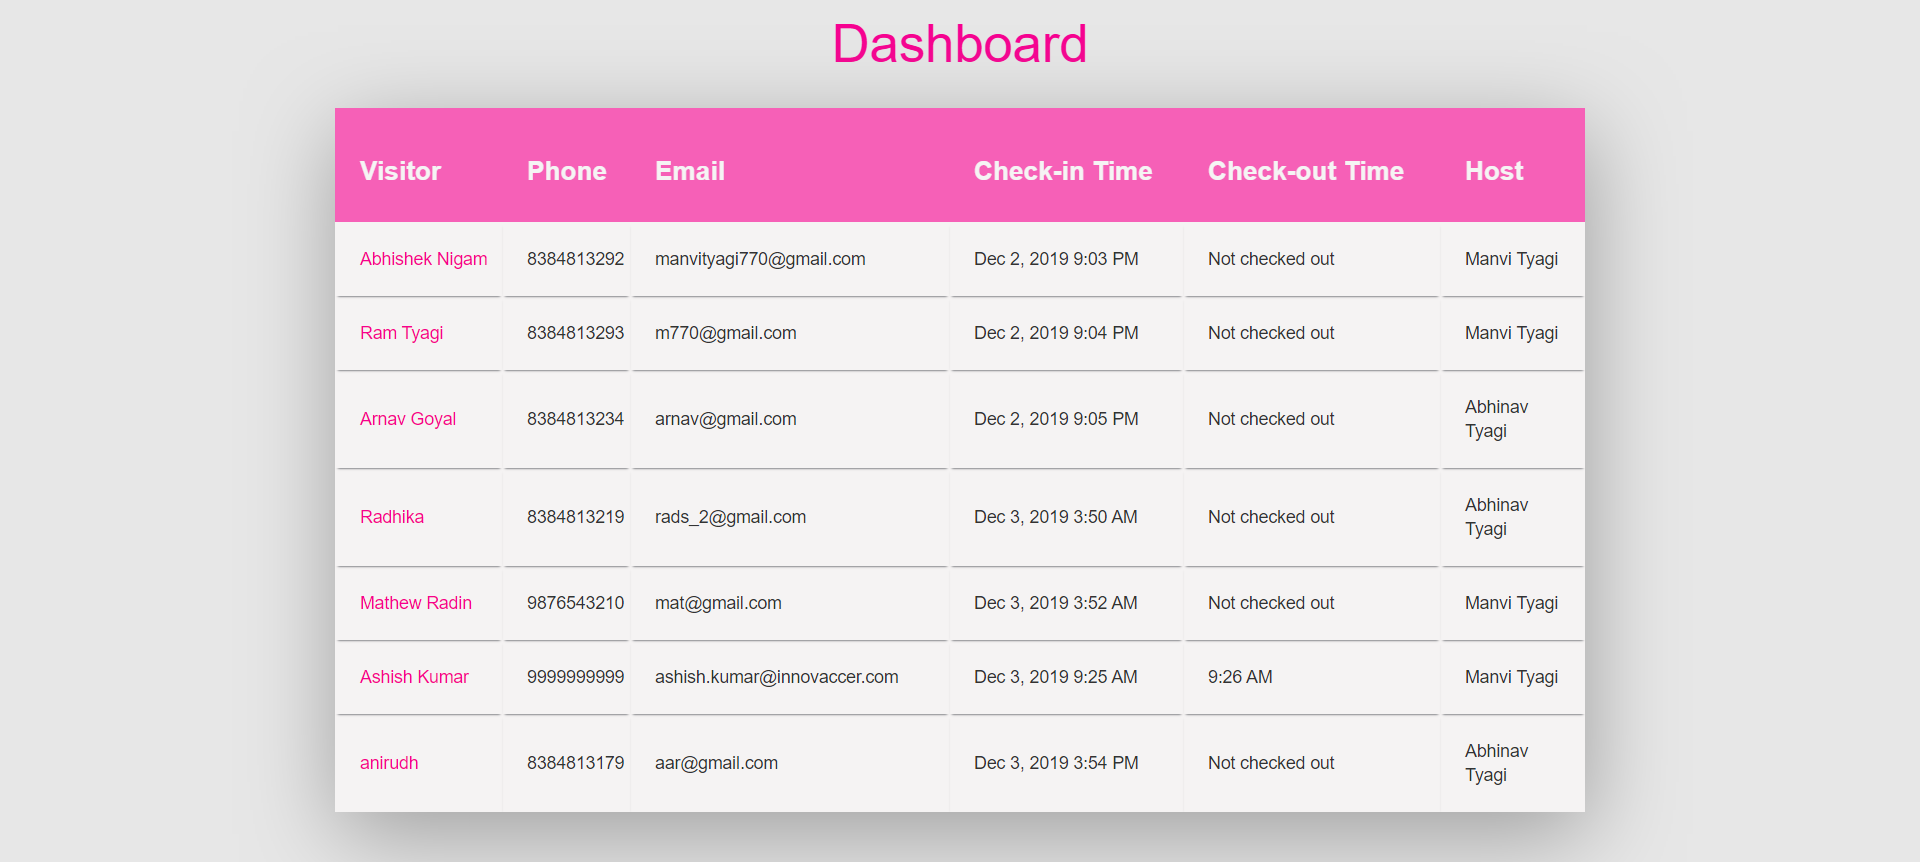 Dashboard
Visitor Phone Email Check-in Time Check-out Time Host
Abhishek Nigam 8384813292 manvityagi770@gmail.com Dec 2, 2019 9:03 PM Not checked out Manvi Tyagi
Ram Tyagi 8384813293 m770@gmail.com Dec 2, 2019 9:04 PM Not checked out Manvi Tyagi
Arnav Goyal 8384813234 arnav@gmail.com Dec 2, 2019 9:05 PM Not checked out Abhinav
Tyagi
Radhika 8384813219 rads_2@gmail.com Dec 3, 2019 3:50 AM Not checked out Abhinav
Tyagi
Mathew Radin 9876543210 mat@gmail.com Dec 3, 2019 3:52 AM Not checked out Manvi Tyagi
Ashish Kumar 9999999999 ashish.kumar@innovaccer.com Dec 3, 2019 9:25 AM 9:26 AM Manvi Tyagi
anirudh 8384813179 aar@gmail.com Dec 3, 2019 3:54 PM Not checked out Abhinav
Tyagi